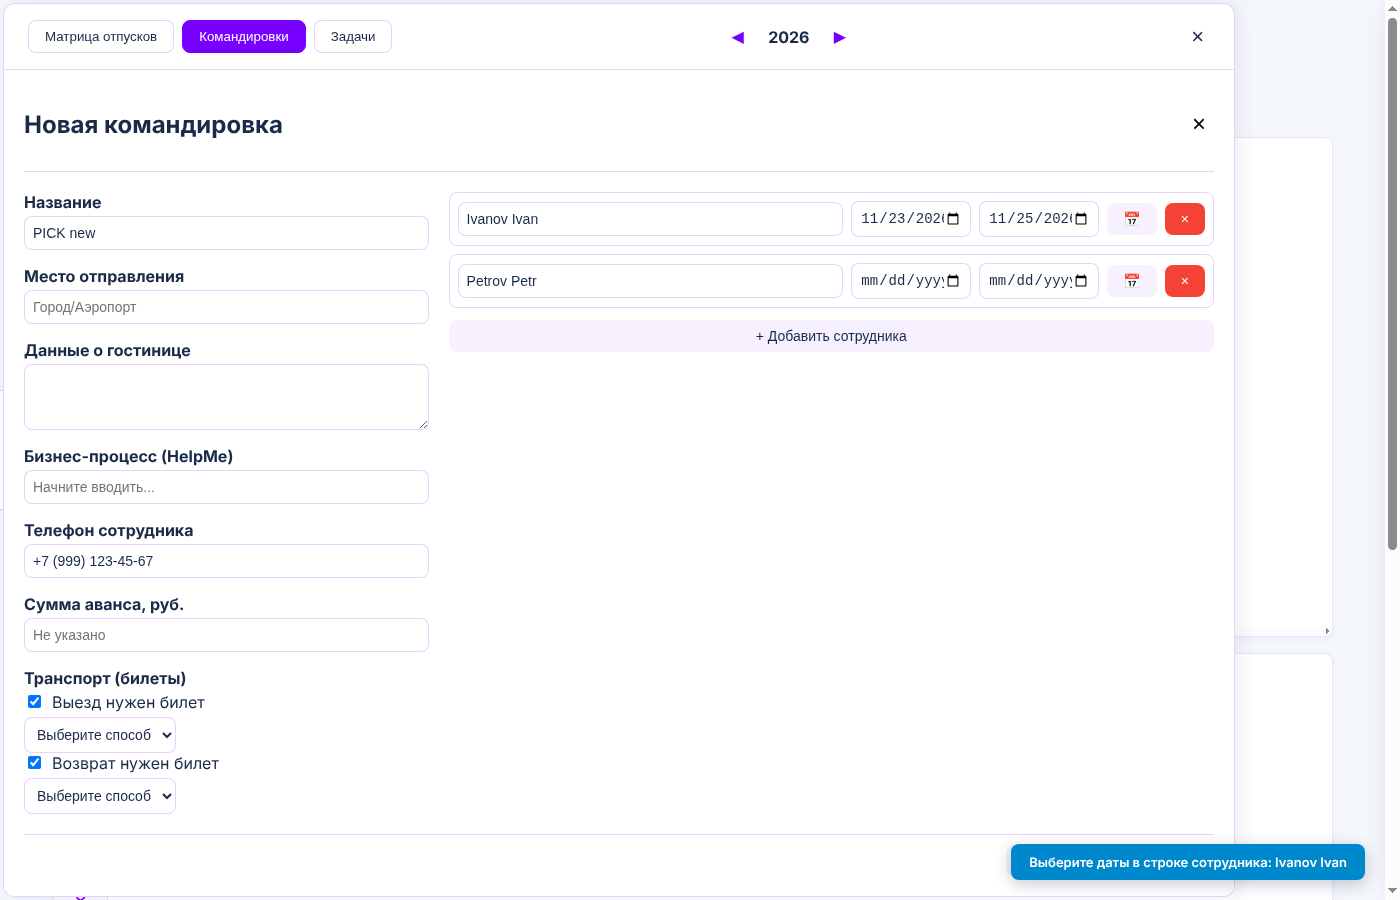 Матрица отпусков
Командировки
Задачи
◀ 2026 ▶
×
Новая командировка
×
Название
PICK new
Место отправления
Город/Аэропорт
Данные о гостинице
Бизнес-процесс (HelpMe)
Начните вводить...
Телефон сотрудника
+7 (999) 123-45-67
Сумма аванса, руб.
Не указано
Транспорт (билеты)
Выезд нужен билет
Выберите способ
Возврат нужен билет
Выберите способ
Ivanov Ivan 11/23/2026 11/25/2026 ×
Petrov Petr mm/dd/yyyy mm/dd/yyyy ×
+ Добавить сотрудника
Выберите даты в строке сотрудника: Ivanov Ivan